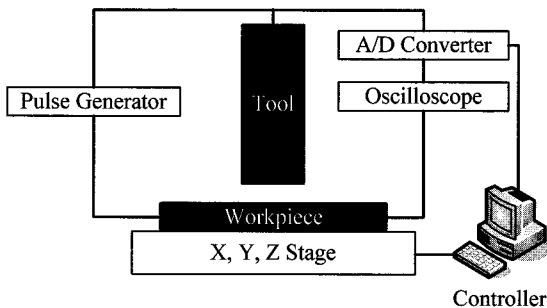 A/D Converter
Pulse Generator
Tool
Oscilloscope
Workpiece
X, Y, Z Stage
Controller